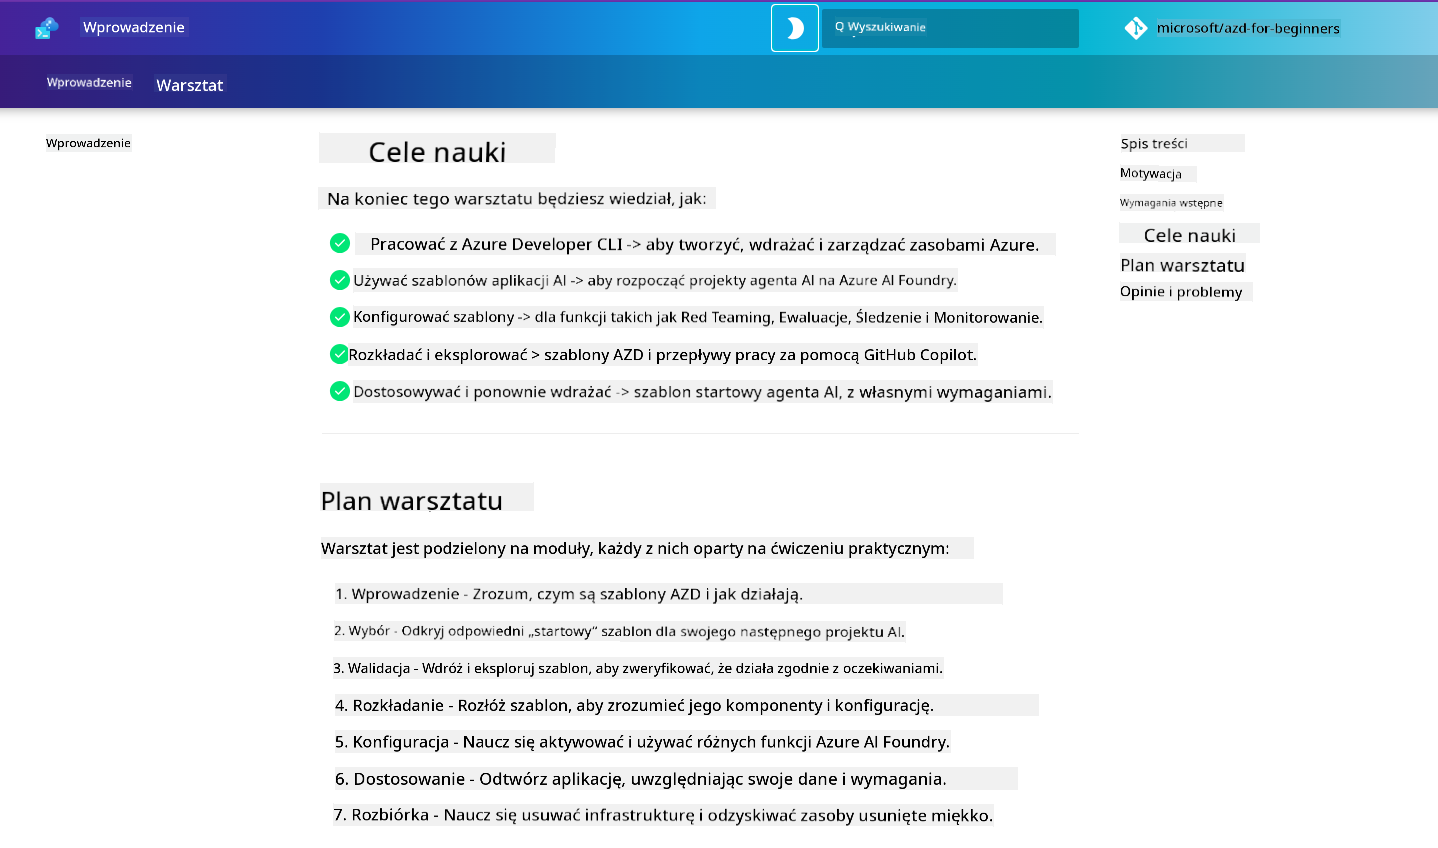 Wprowadzenie
Q Wyszukiwanie
microsoft/azd-for-beginners
Wprowadzenie
Warsztat
Wprowadzenie
Cele nauki
Na koniec tego warsztatu będziesz wiedział, jak:
Pracować z Azure Developer CLI -> aby tworzyć, wdrażać i zarządzać zasobami Azure.
Używać szablonów aplikacji AI -> aby rozpocząć projekty agenta AI na Azure AI Foundry.
Konfigurować szablony -> dla funkcji takich jak Red Teaming, Ewaluacje, Śledzenie i Monitorowanie.
Rozkładać i eksplorować > szablony AZD i przepływy pracy za pomocą GitHub Copilot.
Dostosowywać i ponownie wdrażać -> szablon startowy agenta AI, z własnymi wymaganiami.
Plan warsztatu
Warsztat jest podzielony na moduły, każdy z nich oparty na ćwiczeniu praktycznym:
1. Wprowadzenie - Zrozum, czym są szablony AZD i jak działają.
2. Wybór - Odkryj odpowiedni „startowy” szablon dla swojego następnego projektu AI.
3. Walidacja - Wdróż i eksploruj szablon, aby zweryfikować, że działa zgodnie z oczekiwaniami.
4. Rozkładanie - Rozłóż szablon, aby zrozumieć jego komponenty i konfigurację.
5. Konfiguracja - Naucz się aktywować i używać różnych funkcji Azure AI Foundry.
6. Dostosowanie - Odtwórz aplikację, uwzględniając swoje dane i wymagania.
7. Rozbiórka - Naucz się usuwać infrastrukturę i odzyskiwać zasoby usunięte miękko.
Spis treści
Motywacja
Wymagania wstępne
Cele nauki
Plan warsztatu
Opinie i problemy